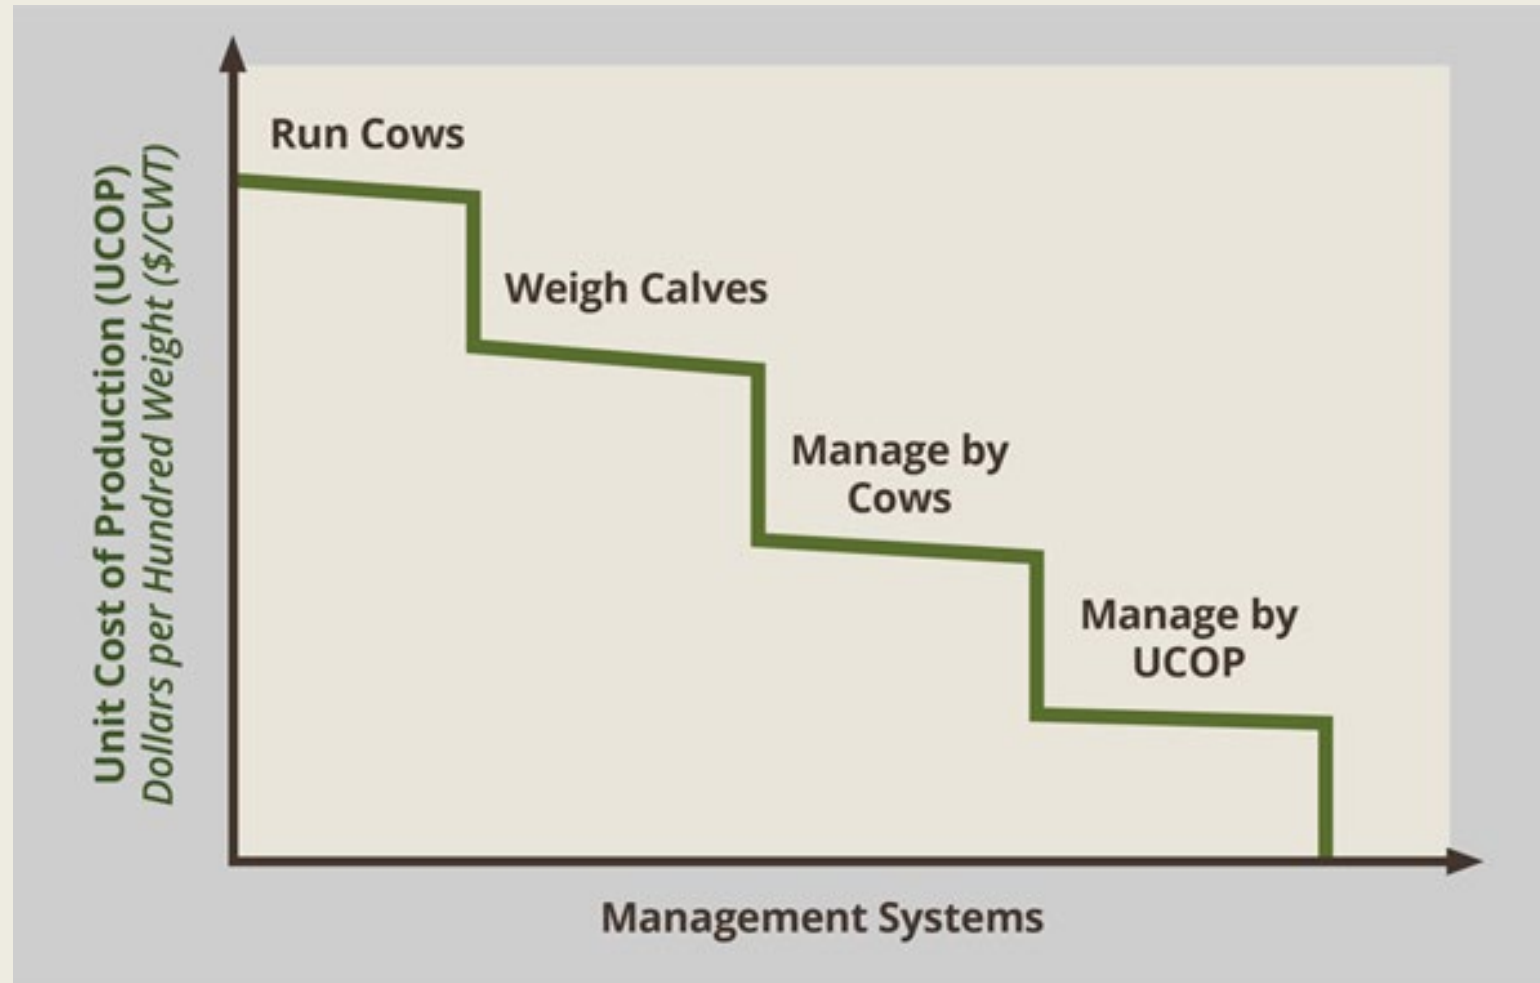 Unit Cost of Production (UCOP)
Dollars per Hundred Weight ($/CWT)
Run Cows
Weigh Calves
Manage by
Cows
Manage by
UCOP
Management Systems